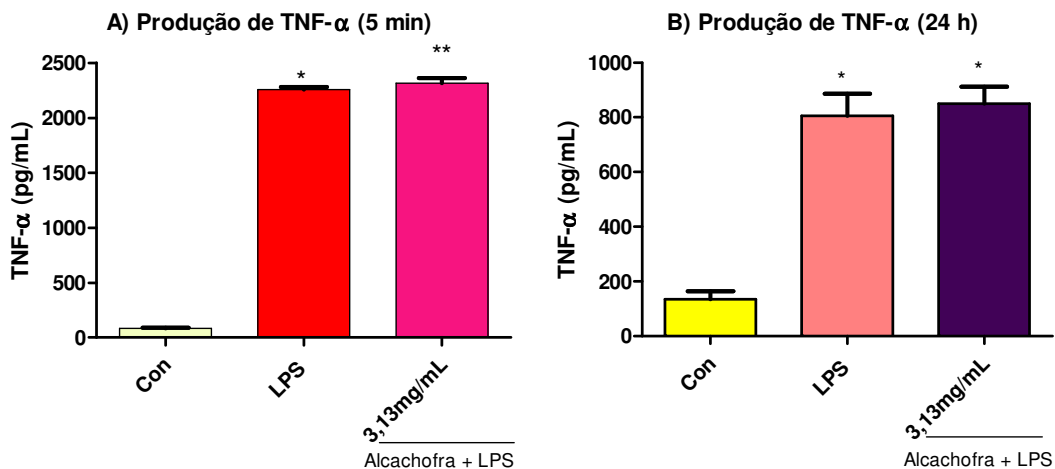 A) Produção de TNF-α (5 min)
TNF-α (pg/mL)
2500
2000
1500
1000
500
0
*
**
Con
LPS
3,13mg/mL
Alcachofra + LPS
B) Produção de TNF-α (24 h)
TNF-α (pg/mL)
1000
800
600
400
200
0
*
*
Con
LPS
3,13mg/mL
Alcachofra + LPS